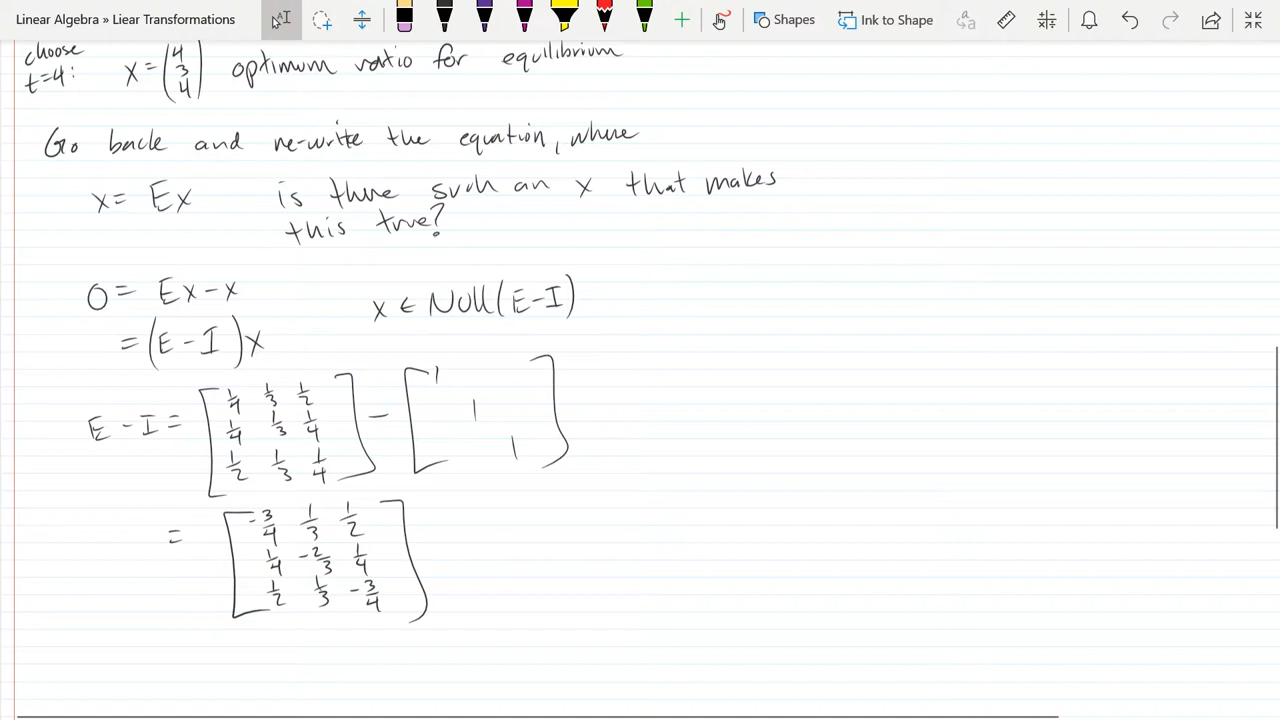 Linear Algebra » Liear Transformations
Shapes
Ink to Shape
choose
t=4: x = (4 3 4) optimum ratio for equilibrium
Go back and re-write the equation, where
x = Ex is there such an x that makes
this true?
0 = Ex - x x ∈ Null(E-I)
= (E - I)x
E - I = [1/4 1/3 1/2; 1/4 1/3 1/4; 1/2 1/3 1/4] - [1 1 1]
= [-3/4 1/3 1/2; 1/4 -2/3 1/4; 1/2 1/3 -3/4]